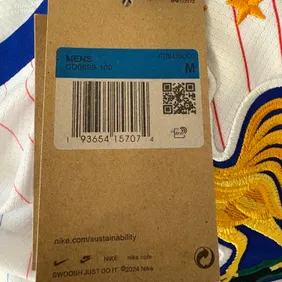 MENS
M
1 93654 15707 4
nike.com/sustainability
NIKE nike.com
SWOOSH JUST DO IT ©2024 Nike